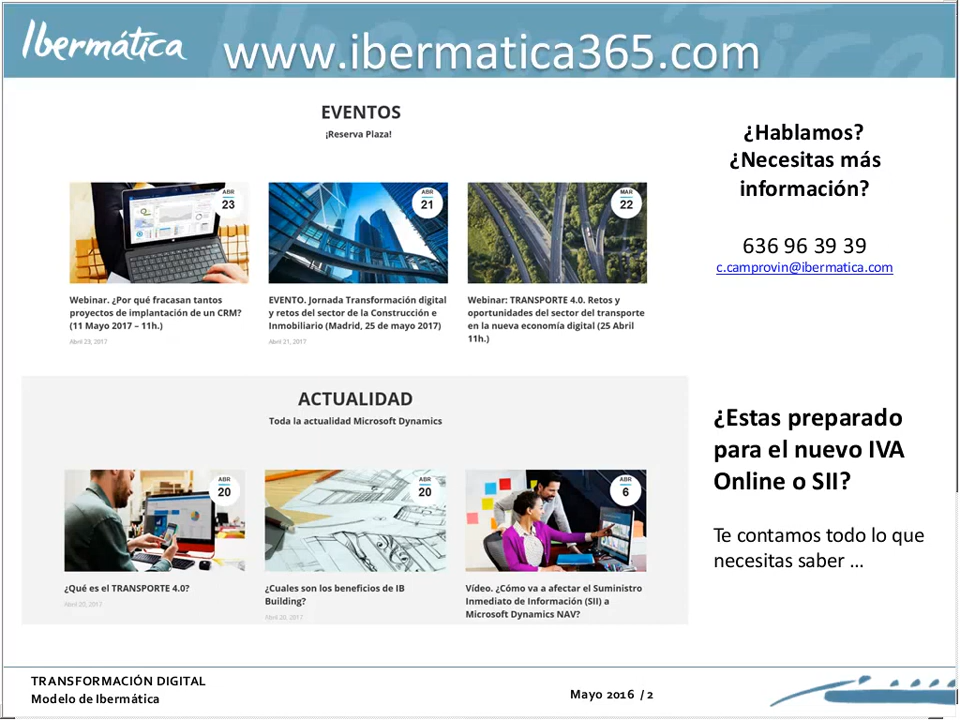 Ibermática
www.ibermatica365.com
EVENTOS
¡Reserva Plaza!
ABR
23
ABR
21
MAR
22
Webinar. ¿Por qué fracasan tantos
proyectos de implantación de un CRM?
(11 Mayo 2017 – 11h.)
Abril 23, 2017
EVENTO. Jornada Transformación digital
y retos del sector de la Construcción e
Inmobiliario (Madrid, 25 de mayo 2017)
Abril 21, 2017
Webinar: TRANSPORTE 4.0. Retos y
oportunidades del sector del transporte
en la nueva economía digital (25 Abril
11h.)
¿Hablamos?
¿Necesitas más
información?
636 96 39 39
c.camprovin@ibermatica.com
ACTUALIDAD
Toda la actualidad Microsoft Dynamics
ABR
20
ABR
20
ABR
6
¿Qué es el TRANSPORTE 4.0?
Abril 20, 2017
¿Cuales son los beneficios de IB
Building?
Abril 20, 2017
Vídeo. ¿Cómo va a afectar el Suministro
Inmediato de Información (SII) a
Microsoft Dynamics NAV?
¿Estas preparado
para el nuevo IVA
Online o SII?
Te contamos todo lo que
necesitas saber ...
TRANSFORMACIÓN DIGITAL
Modelo de Ibermática
Mayo 2016 / 2